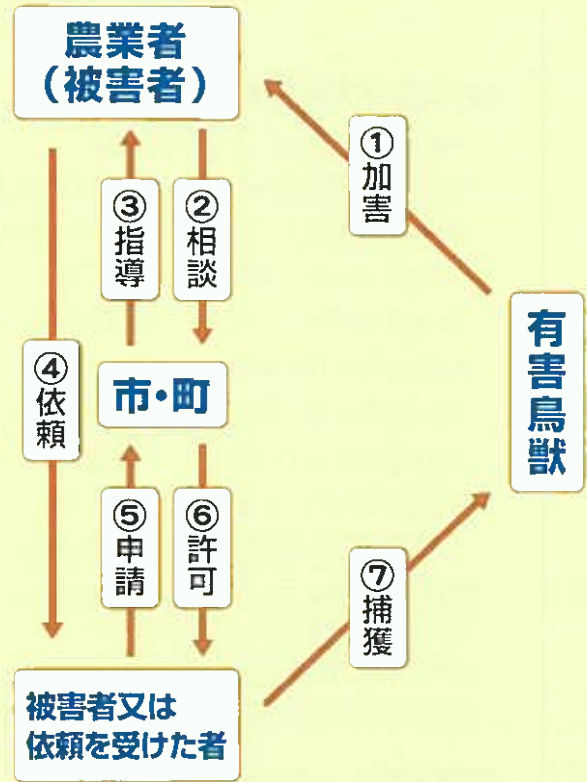 農業者
（被害者）
①加害
③指導
②相談
有害鳥獣
④依頼
市・町
⑤申請
⑥許可
⑦捕獲
被害者又は
依頼を受けた者